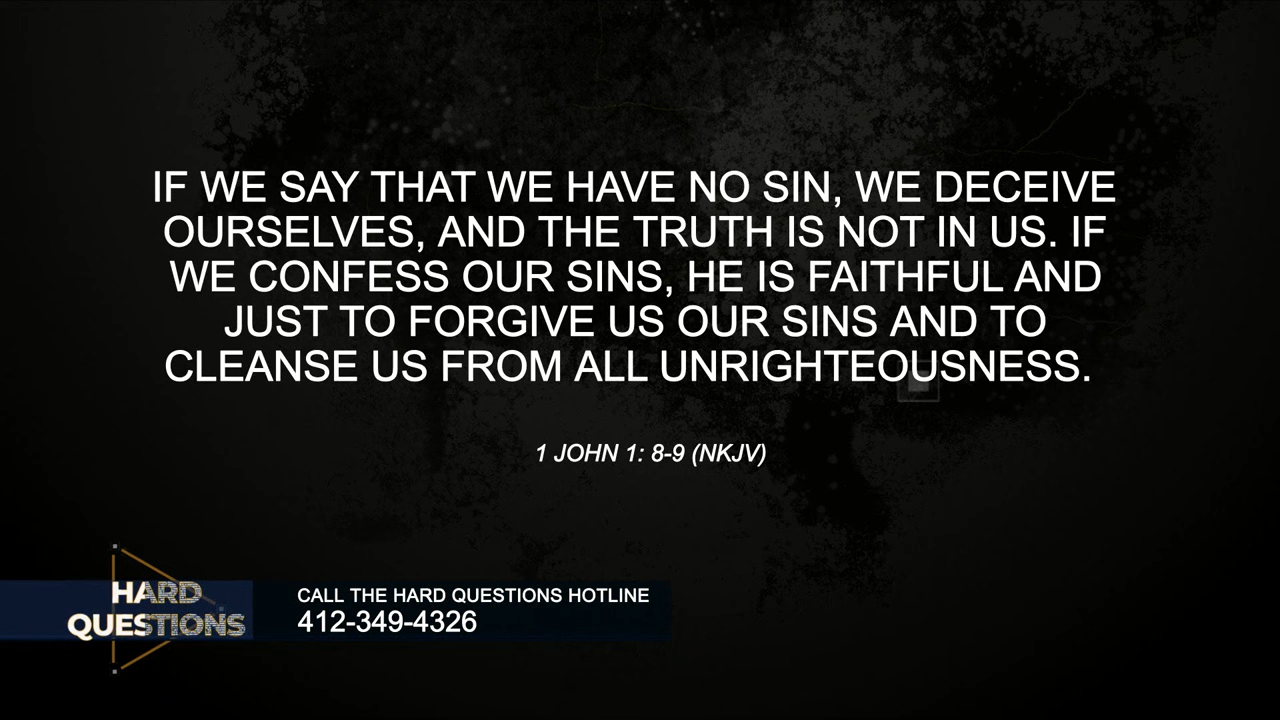 IF WE SAY THAT WE HAVE NO SIN, WE DECEIVE
OURSELVES, AND THE TRUTH IS NOT IN US. IF
WE CONFESS OUR SINS, HE IS FAITHFUL AND
JUST TO FORGIVE US OUR SINS AND TO
CLEANSE US FROM ALL UNRIGHTEOUSNESS.
1 JOHN 1: 8-9 (NKJV)
HARD
QUESTIONS
CALL THE HARD QUESTIONS HOTLINE
412-349-4326